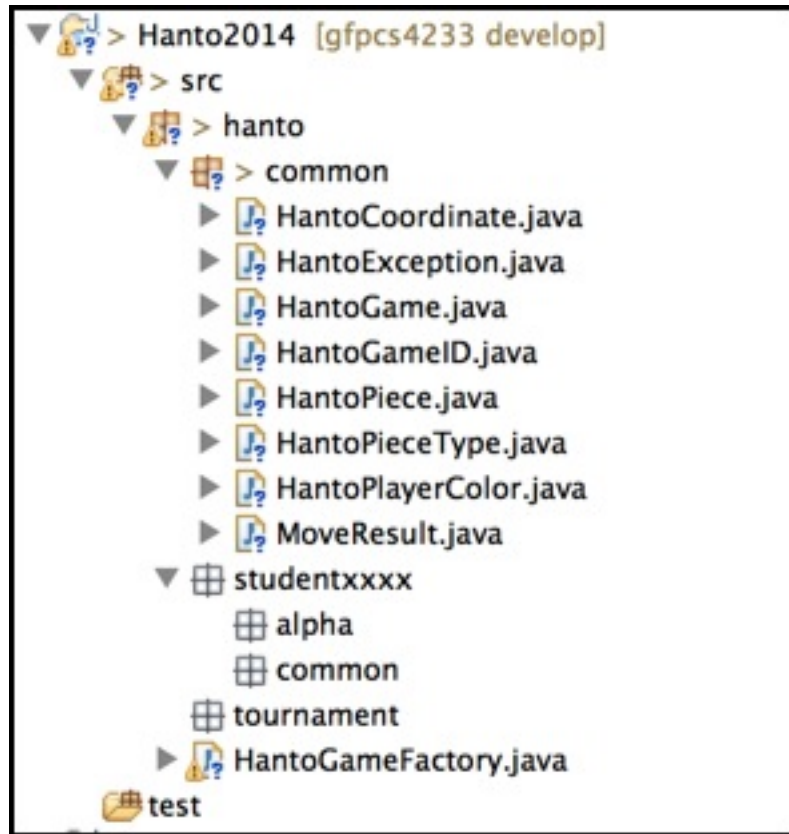 > Hanto2014 [gfpcs4233 develop]
> src
> hanto
> common
HantoCoordinate.java
HantoException.java
HantoGame.java
HantoGameID.java
HantoPiece.java
HantoPieceType.java
HantoPlayerColor.java
MoveResult.java
studentxxxx
alpha
common
tournament
HantoGameFactory.java
test